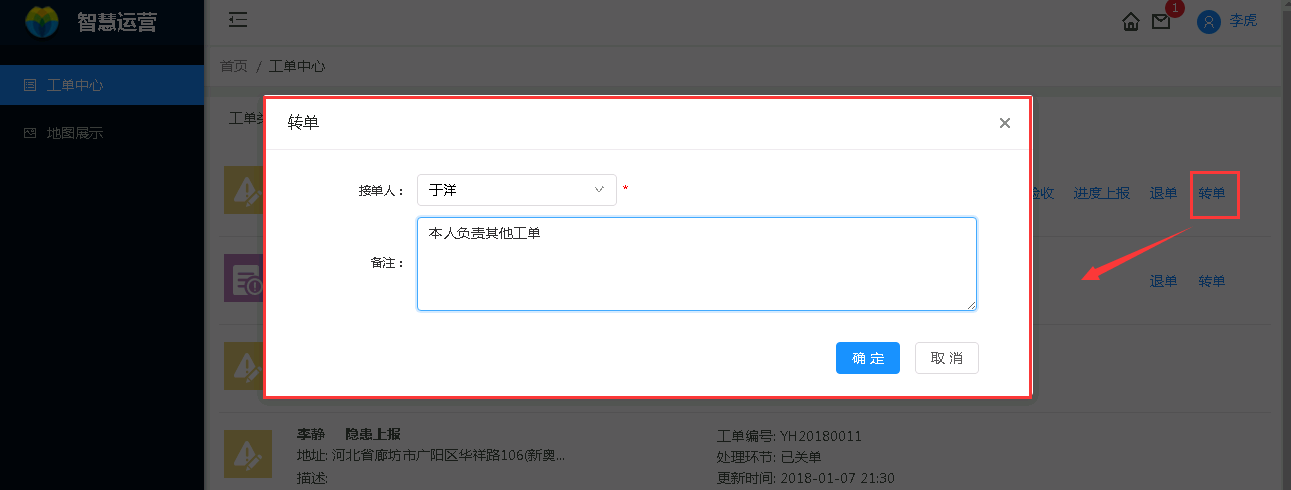 智慧运营
1
李虎
首页 / 工单中心
工单中心
地图展示
工单
转单
接单人：
于洋
*
备注：
本人负责其他工单
确 定
取 消
验收 进度上报 退单 转单
退单 转单
李静 隐患上报
工单编号: YH20180011
地址: 河北省廊坊市广阳区华祥路106(新奥...
处理环节: 已关单
描述:
更新时间: 2018-01-07 21:30